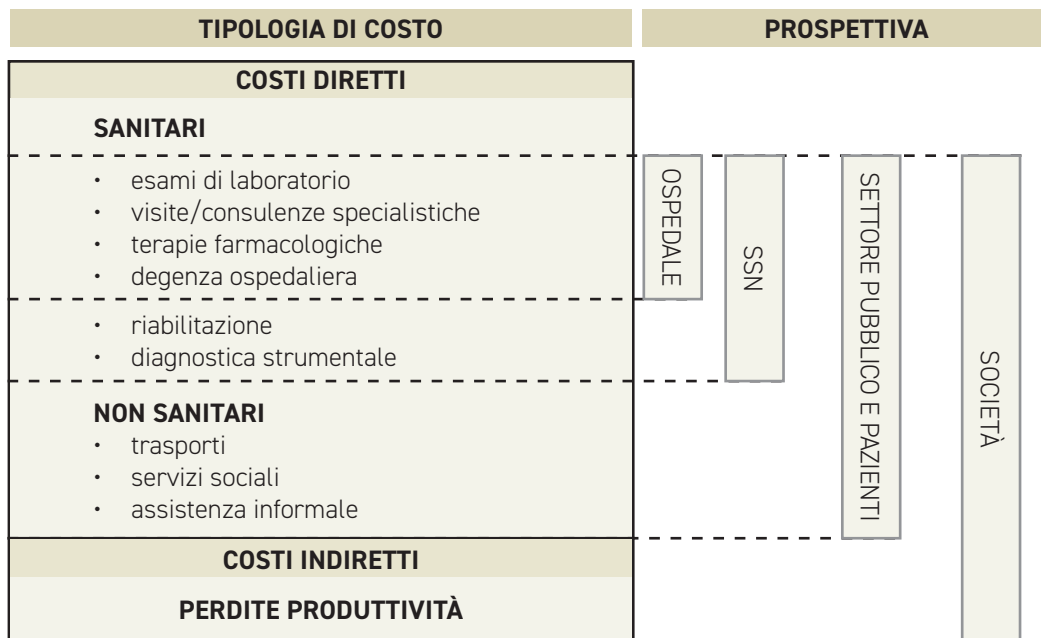 TIPOLOGIA DI COSTO
PROSPETTIVA
COSTI DIRETTI
SANITARI
• esami di laboratorio
• visite/consulenze specialistiche
• terapie farmacologiche
• degenza ospedaliera
• riabilitazione
• diagnostica strumentale
NON SANITARI
• trasporti
• servizi sociali
• assistenza informale
COSTI INDIRETTI
PERDITE PRODUTTIVITÀ
OSPEDALE
SSN
SETTORE PUBBLICO E PAZIENTI
SOCIETÀ